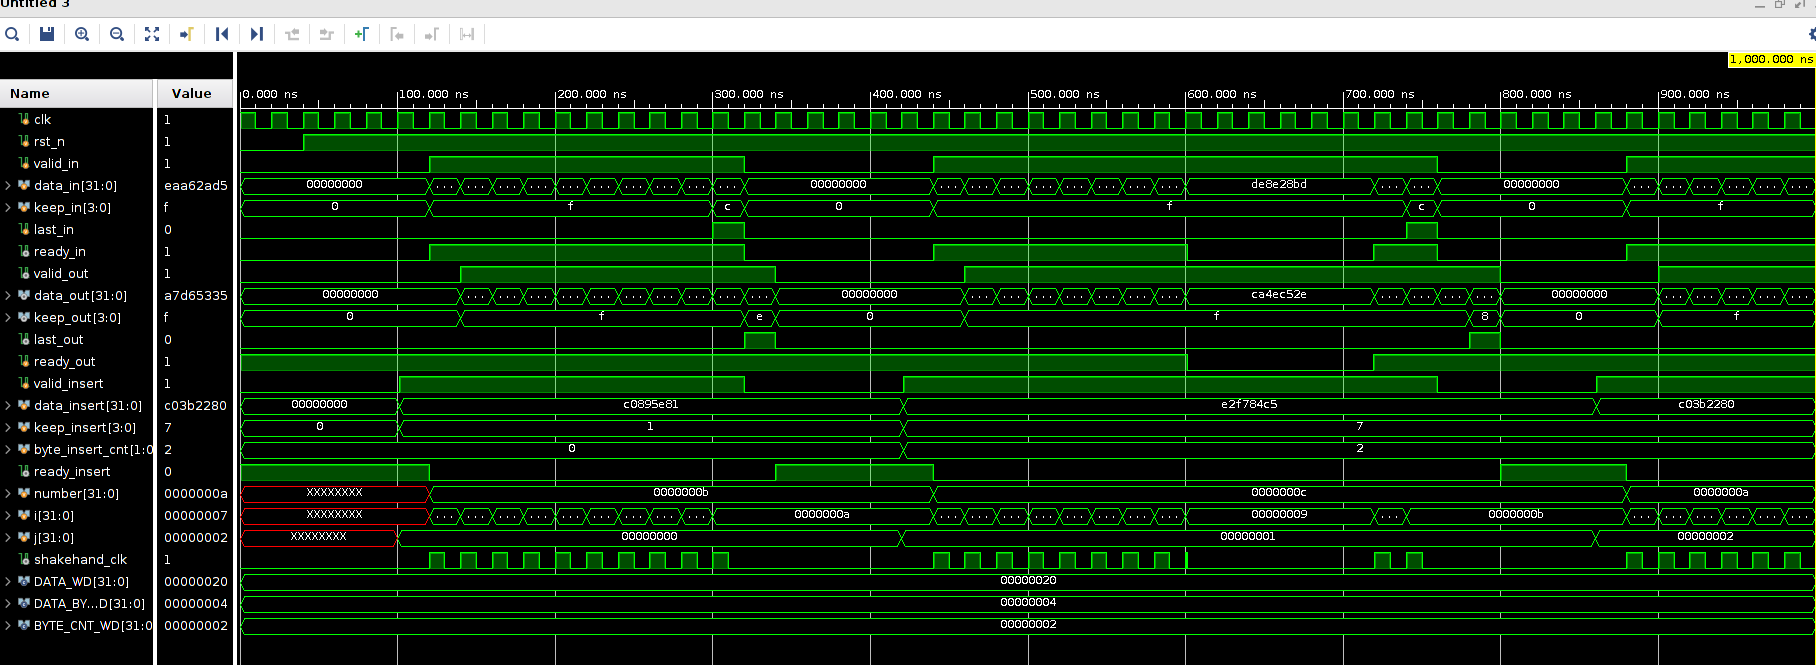 Untitled 3
1,000.000 ns
Name Value
0.000 ns 100.000 ns 200.000 ns 300.000 ns 400.000 ns 500.000 ns 600.000 ns 700.000 ns 800.000 ns 900.000 ns
clk 1
rst_n 1
valid_in 1
data_in[31:0] eaa62ad5 00000000 ... ... ... ... ... ... ... ... ... ... 00000000 ... ... ... ... ... ... ... ... de8e28bd ... ... 00000000 ... ... ... ... ... ...
keep_in[3:0] f 0 f c 0 f c 0 f
last_in 0
ready_in 1
valid_out 1
data_out[31:0] a7d65335 00000000 ... ... ... ... ... ... ... ... ... ... 00000000 ... ... ... ... ... ... ... ca4ec52e ... ... ... ... 00000000 ... ... ... ... ...
keep_out[3:0] f 0 f e 0 f 8 0 f
last_out 0
ready_out 1
valid_insert 1
data_insert[31:0] c03b2280 00000000 c0895e81 e2f784c5 c03b2280
keep_insert[3:0] 7 0 1 7
byte_insert_cnt[1:0 2 0 2
ready_insert 0
number[31:0] 0000000a XXXXXXXX 0000000b 0000000c 0000000a
i[31:0] 00000007 XXXXXXXX ... ... ... ... ... ... ... ... ... 0000000a ... ... ... ... ... ... ... ... 00000009 ... 0000000b ... ... ... ... ... ...
j[31:0] 00000002 XXXXXXXX 00000000 00000001 00000002
shakehand_clk 1
DATA_WD[31:0] 00000020 00000020
DATA_BY...D[31:0] 00000004 00000004
BYTE_CNT_WD[31:0 00000002 00000002